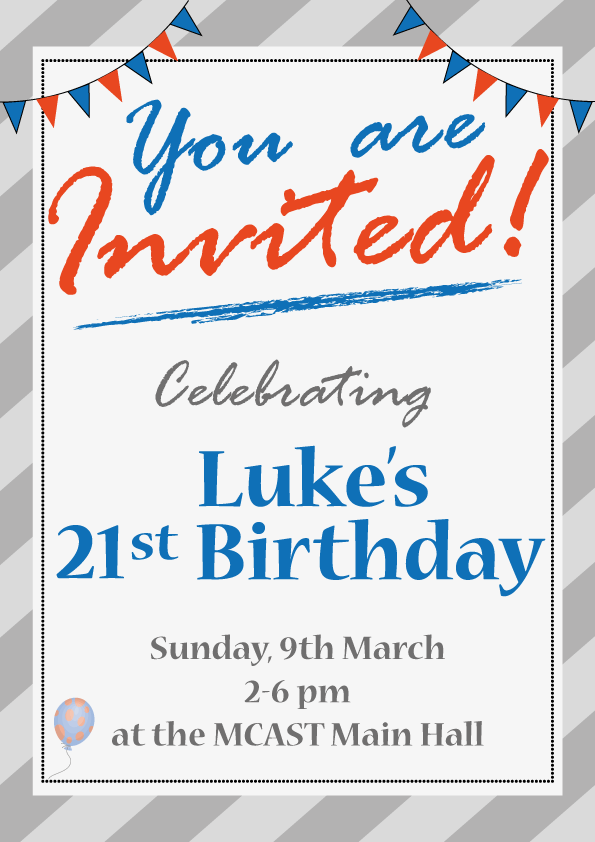 You are
Invited!
Celebrating
Luke's
21st Birthday
Sunday, 9th March
2-6 pm
at the MCAST Main Hall